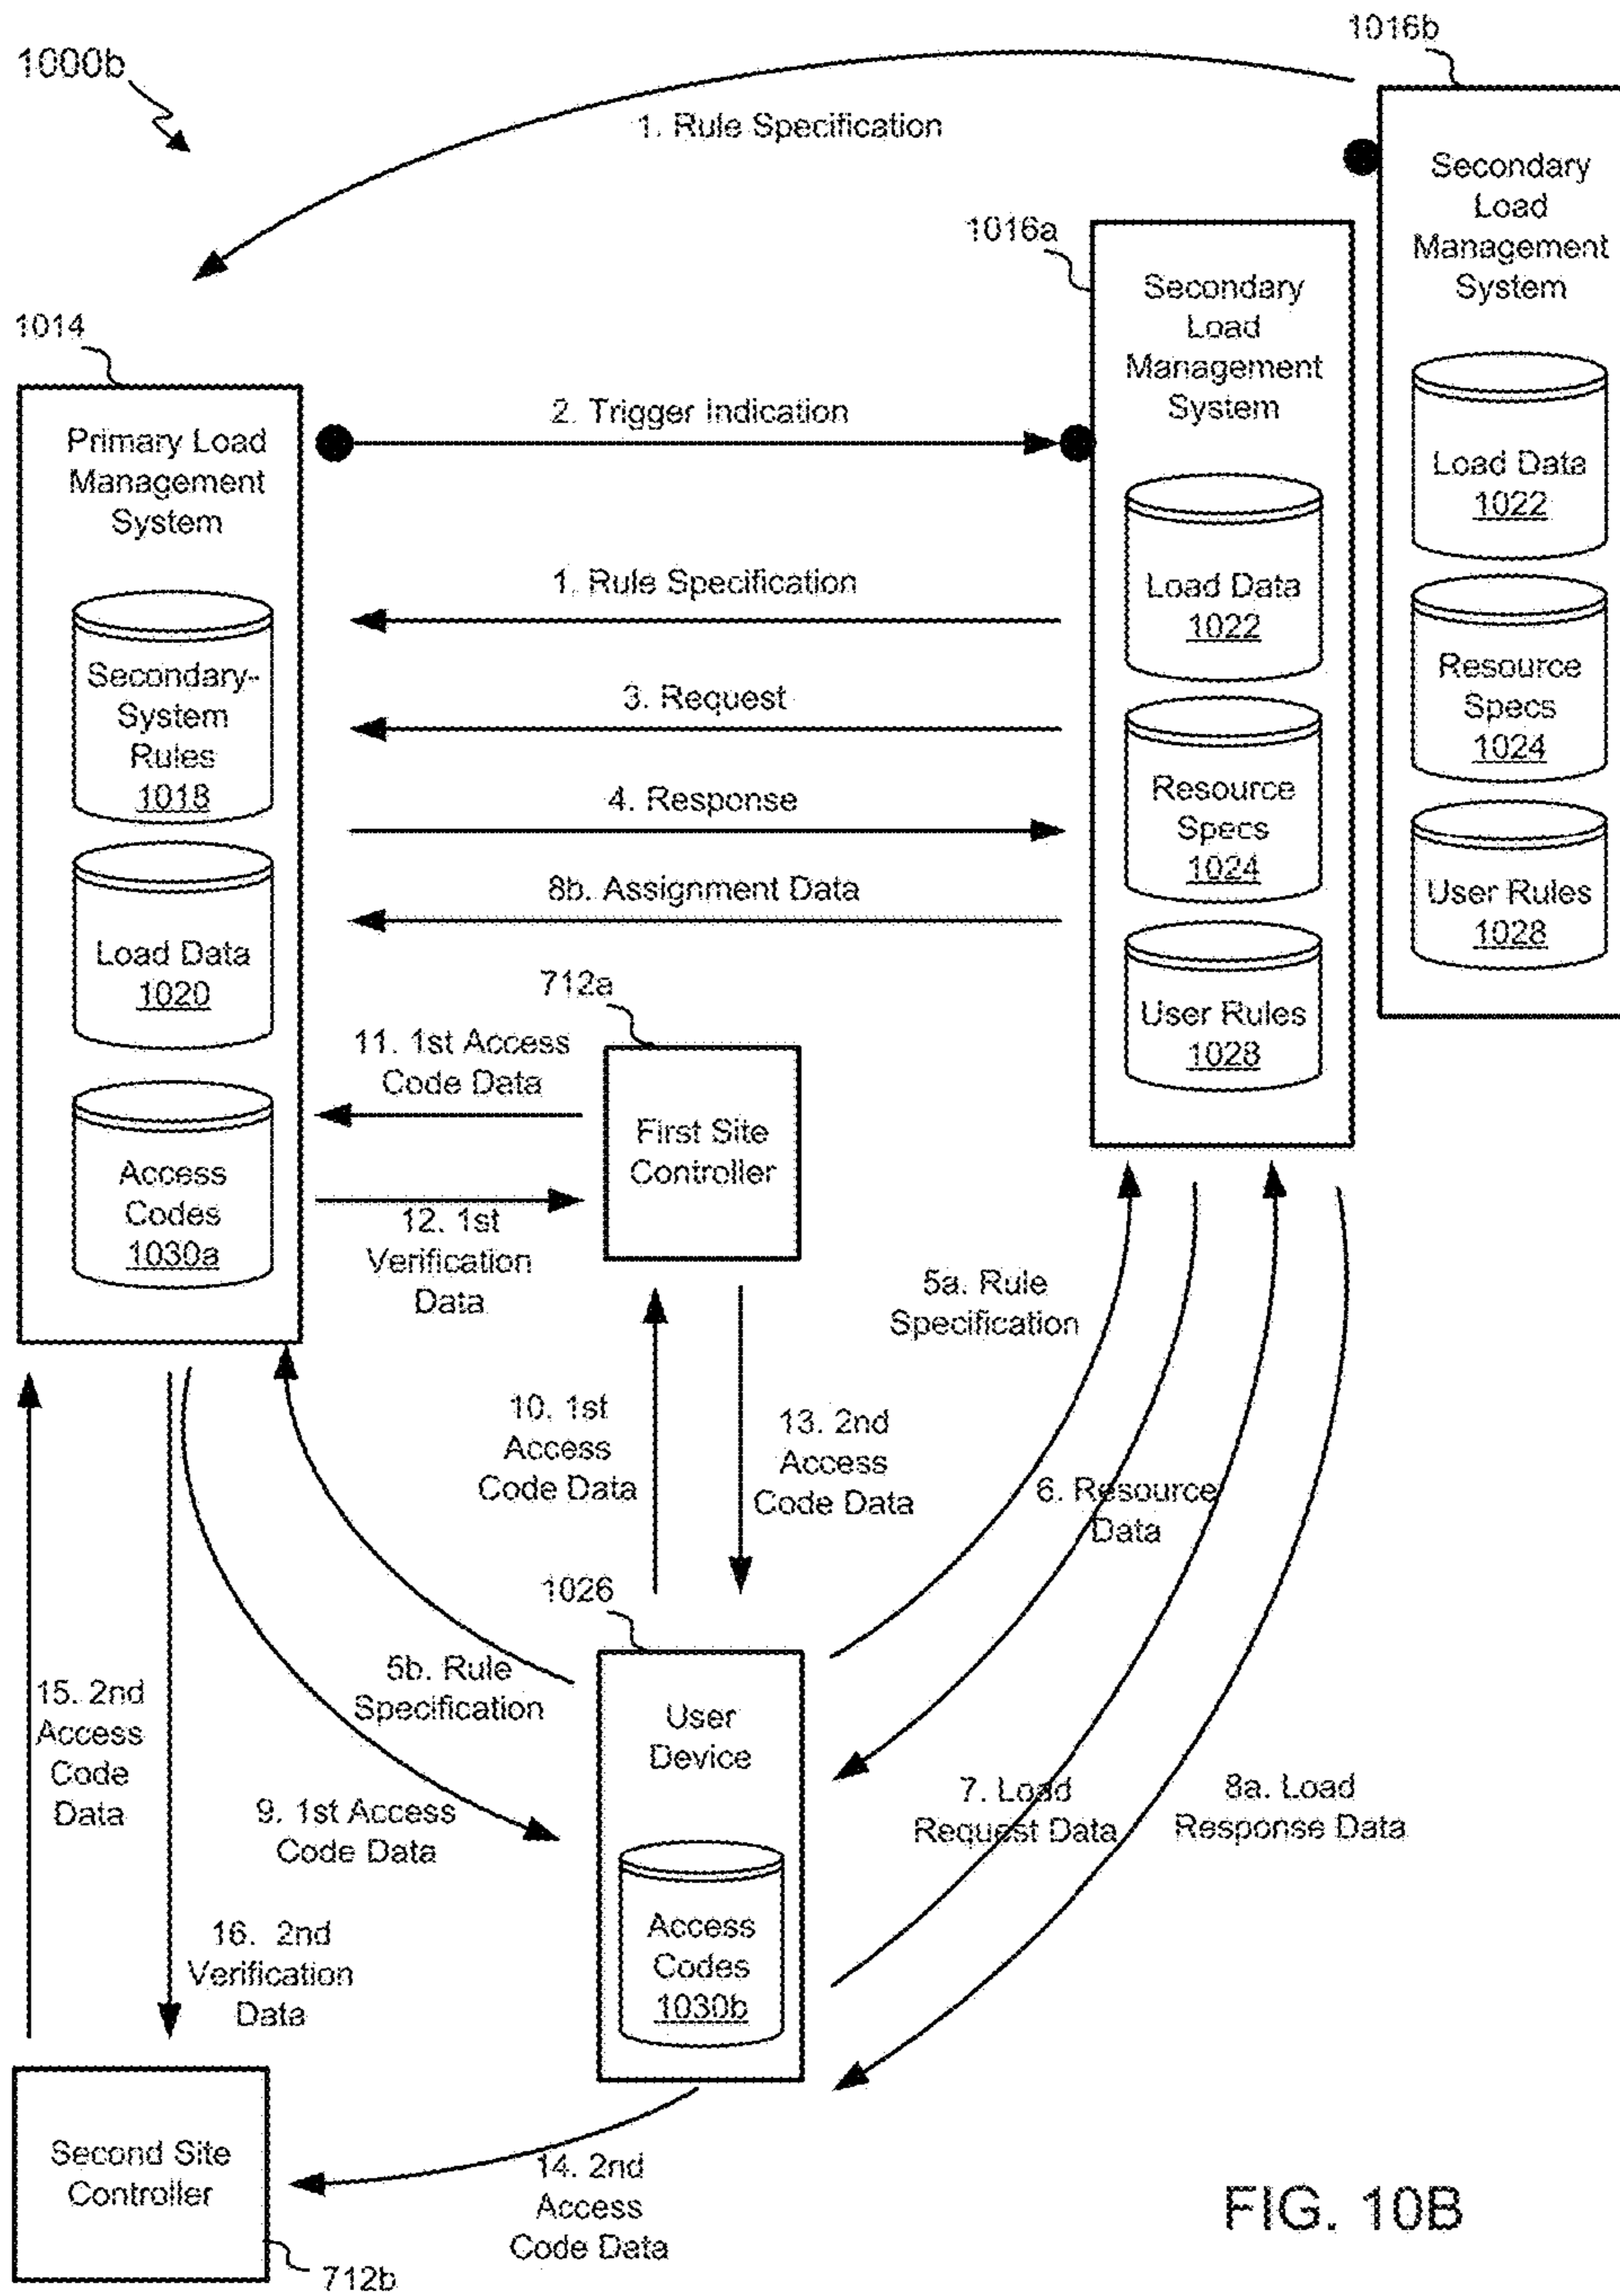 1000b
1016b
1. Rule Specification
Secondary
Load
Management
System
Load Data
1022
Resource
Specs
1024
User Rules
1028
1016a
Secondary
Load
Management
System
Load Data
1022
Resource
Specs
1024
User Rules
1028
1014
Primary Load
Management
System
Secondary-
System
Rules
1018
Load Data
1020
Access
Codes
1030a
2. Trigger Indication
1. Rule Specification
3. Request
4. Response
8b. Assignment Data
712a
First Site
Controller
11. 1st Access
Code Data
12. 1st
Verification
Data
10. 1st
Access
Code Data
13. 2nd
Access
Code Data
5a. Rule
Specification
6. Resource
Data
7. Load
Request Data
8a. Load
Response Data
1026
User
Device
Access
Codes
1030b
5b. Rule
Specification
9. 1st Access
Code Data
15. 2nd
Access
Code
Data
16. 2nd
Verification
Data
Second Site
Controller
712b
14. 2nd
Access
Code Data
FIG. 10B